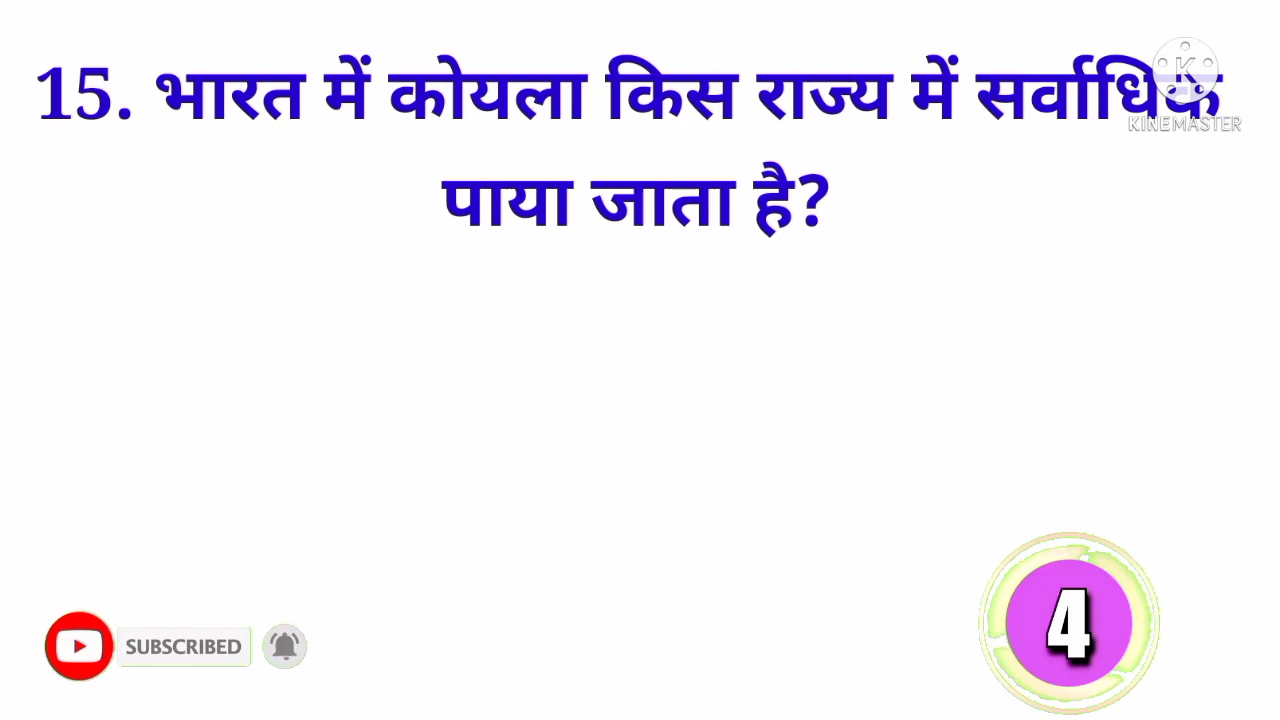 15. भारत में कोयला किस राज्य में सर्वाधिक
पाया जाता है?
KINEMASTER
SUBSCRIBED
4